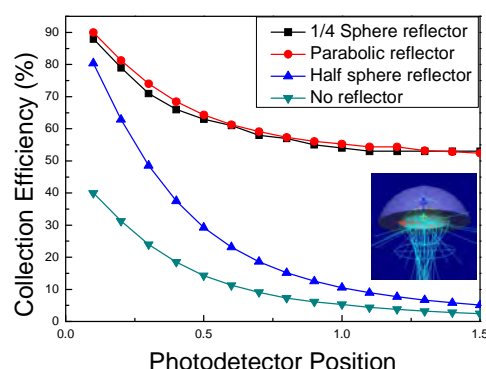 1/4 Sphere reflector
Parabolic reflector
Half sphere reflector
No reflector
Collection Efficiency (%)
90
80
70
60
50
40
30
20
10
0
0.0 0.5 1.0 1.5
Photodetector Position